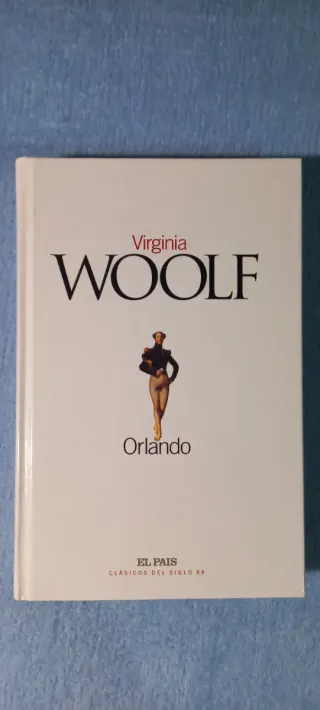 Virginia
WOOLF
Orlando
EL PAIS
CLÁSICOS DEL SIGLO XX